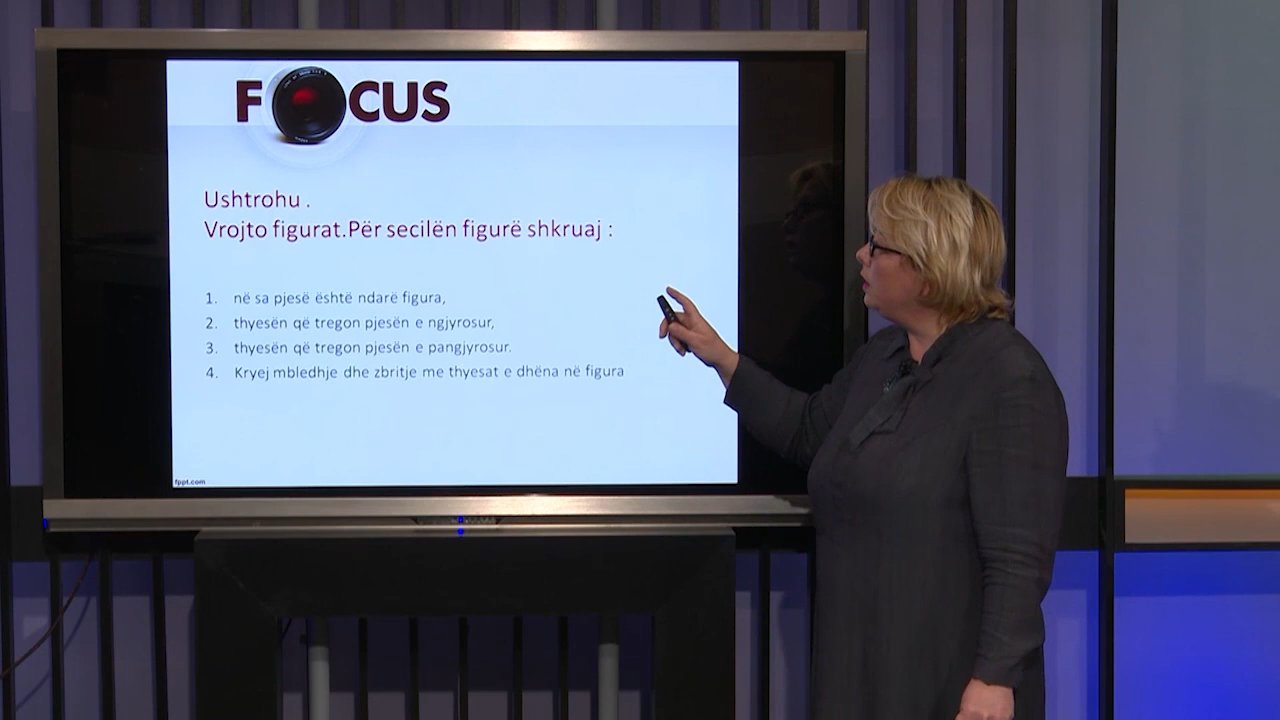 FOCUS
Ushtrohu .
Vrojto figurat.Për secilën figurë shkruaj :
1. në sa pjesë është ndarë figura,
2. thyesën që tregon pjesën e ngjyrosur,
3. thyesën që tregon pjesën e pangjyrosur.
4. Kryej mbledhje dhe zbritje me thyesat e dhëna në figura
fppt.com